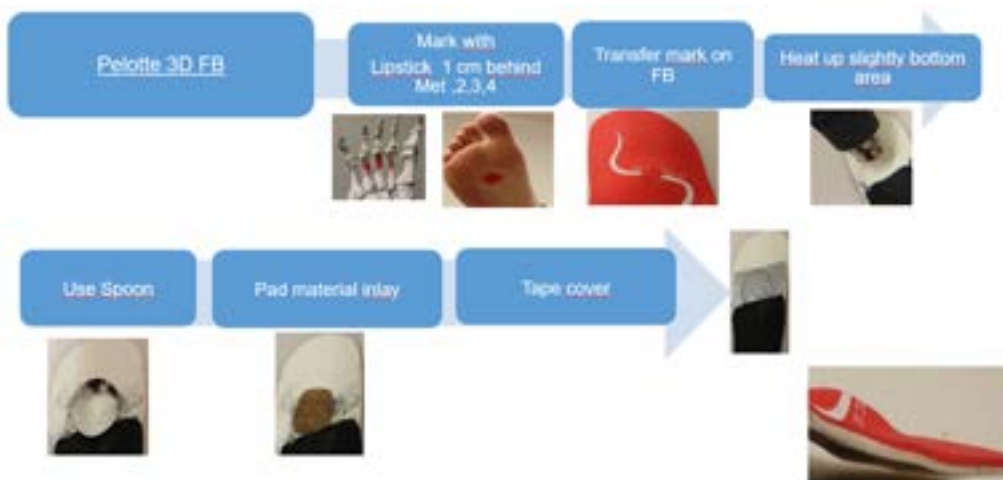 Pelotte 3D FB
Mark with
Lipstick 1 cm behind
Met .2,3,4
Transfer mark on
FB
Heat up slightly bottom
area
Use Spoon
Pad material inlay
Tape cover